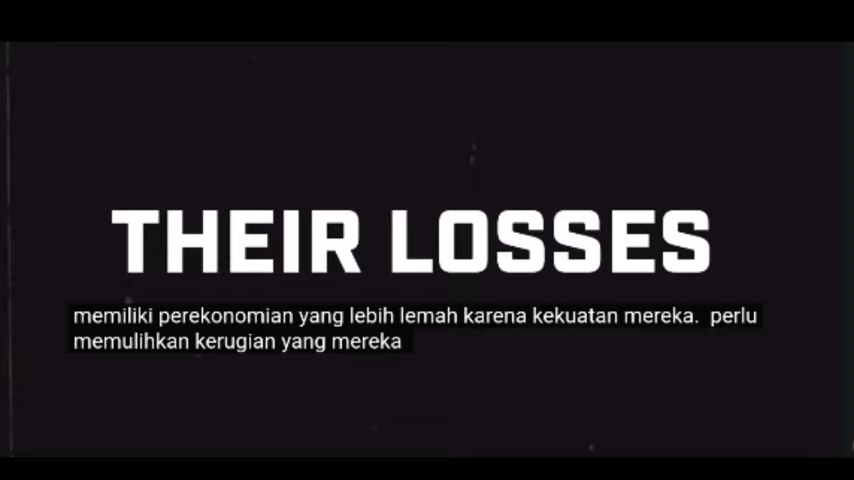 THEIR LOSSES
memiliki perekonomian yang lebih lemah karena kekuatan mereka.  perlu
memulihkan kerugian yang mereka